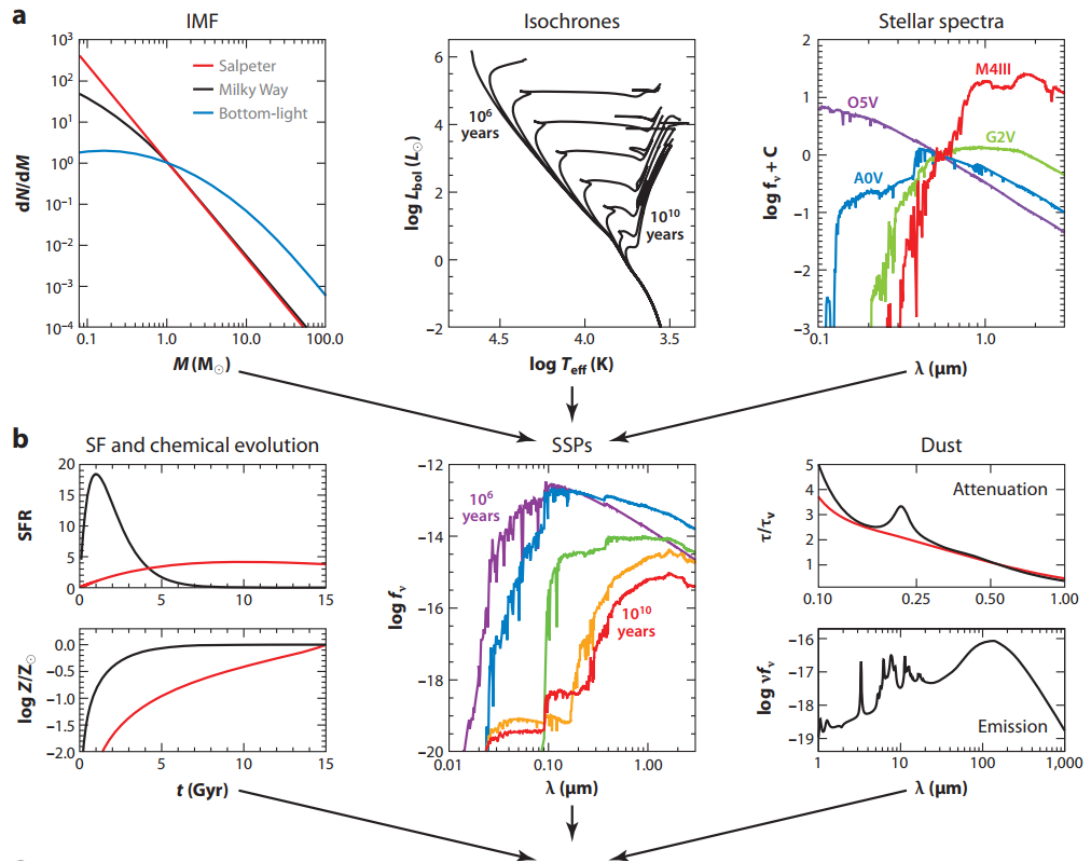 a
IMF
Isochrones
Stellar spectra
dN/dM
10³
10²
10¹
10⁰
10⁻¹
10⁻²
10⁻³
10⁻⁴
Salpeter
Milky Way
Bottom-light
0.1 1.0 10.0 100.0
M (M☉)
log L_bol (L☉)
6
4
2
0
−2
10⁶
years
10¹⁰
years
4.5 4.0 3.5
log T_eff (K)
log f_ν + C
2
1
0
−1
−2
−3
M4III
O5V
G2V
A0V
0.1 1.0
λ (μm)
b
SF and chemical evolution
SSPs
Dust
SFR
20
15
10
5
0
0 5 10 15
log Z/Z☉
0.0
−0.5
−1.0
−1.5
−2.0
0 5 10 15
t (Gyr)
log f_ν
−12
−14
−16
−18
−20
10⁶
years
10¹⁰
years
0.01 0.10 1.00
λ (μm)
τ/τ_v
5
4
3
2
1
Attenuation
0.10 0.25 0.50 1.00
log νf_ν
−16
−17
−18
−19
Emission
1 10 100 1,000
λ (μm)